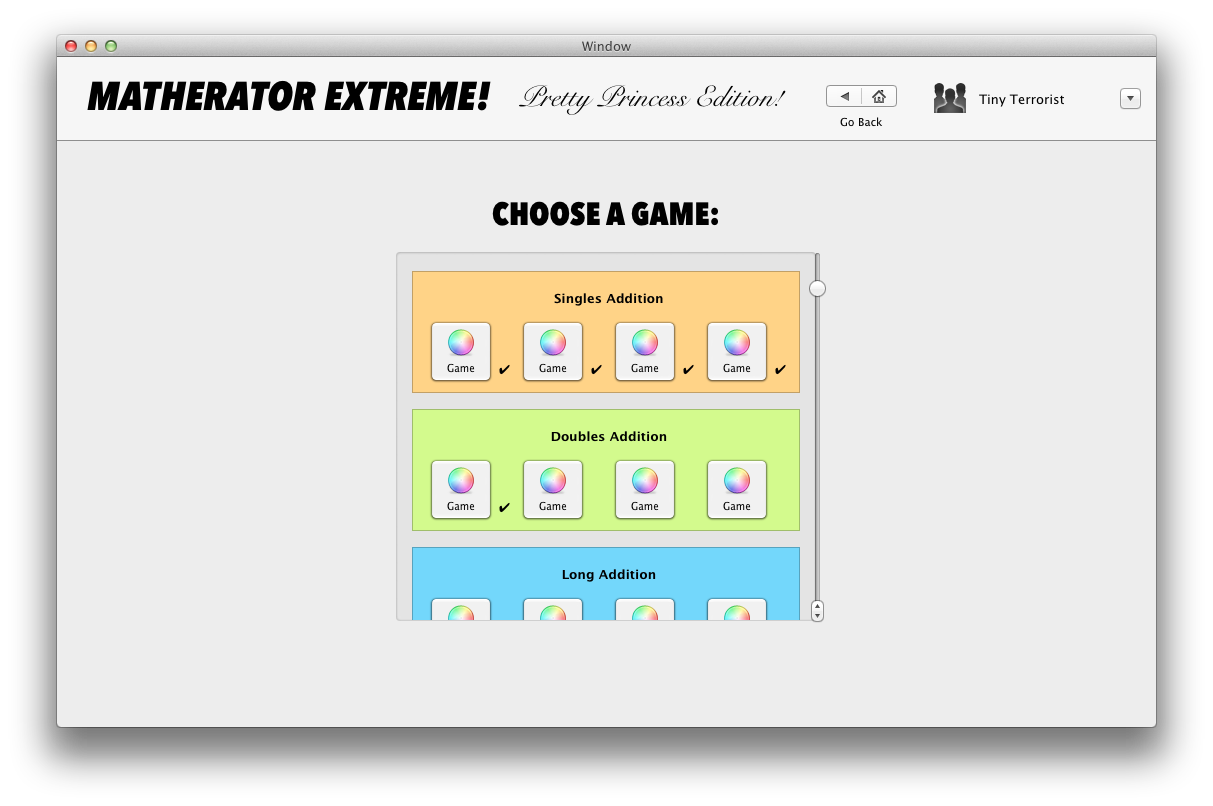 Window
MATHERATOR EXTREME!
Pretty Princess Edition!
Go Back
Tiny Terrorist
CHOOSE A GAME:
Singles Addition
Game ✔ Game ✔ Game ✔ Game ✔
Doubles Addition
Game ✔ Game Game Game
Long Addition